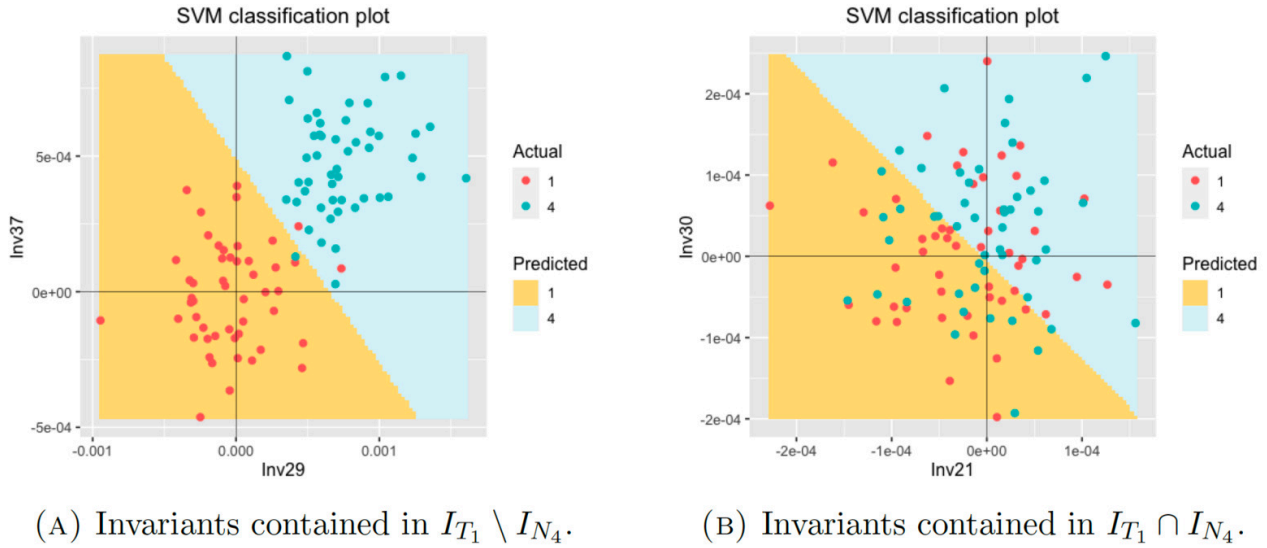 SVM classification plot
5e-04
0e+00
-5e-04
Inv37
-0.001
0.000
0.001
Inv29
Actual
1
4
Predicted
1
4
(A) Invariants contained in I_{T_1} \ I_{N_4}.
SVM classification plot
2e-04
1e-04
0e+00
-1e-04
-2e-04
Inv30
-2e-04
-1e-04
0e+00
1e-04
Inv21
Actual
1
4
Predicted
1
4
(B) Invariants contained in I_{T_1} ∩ I_{N_4}.